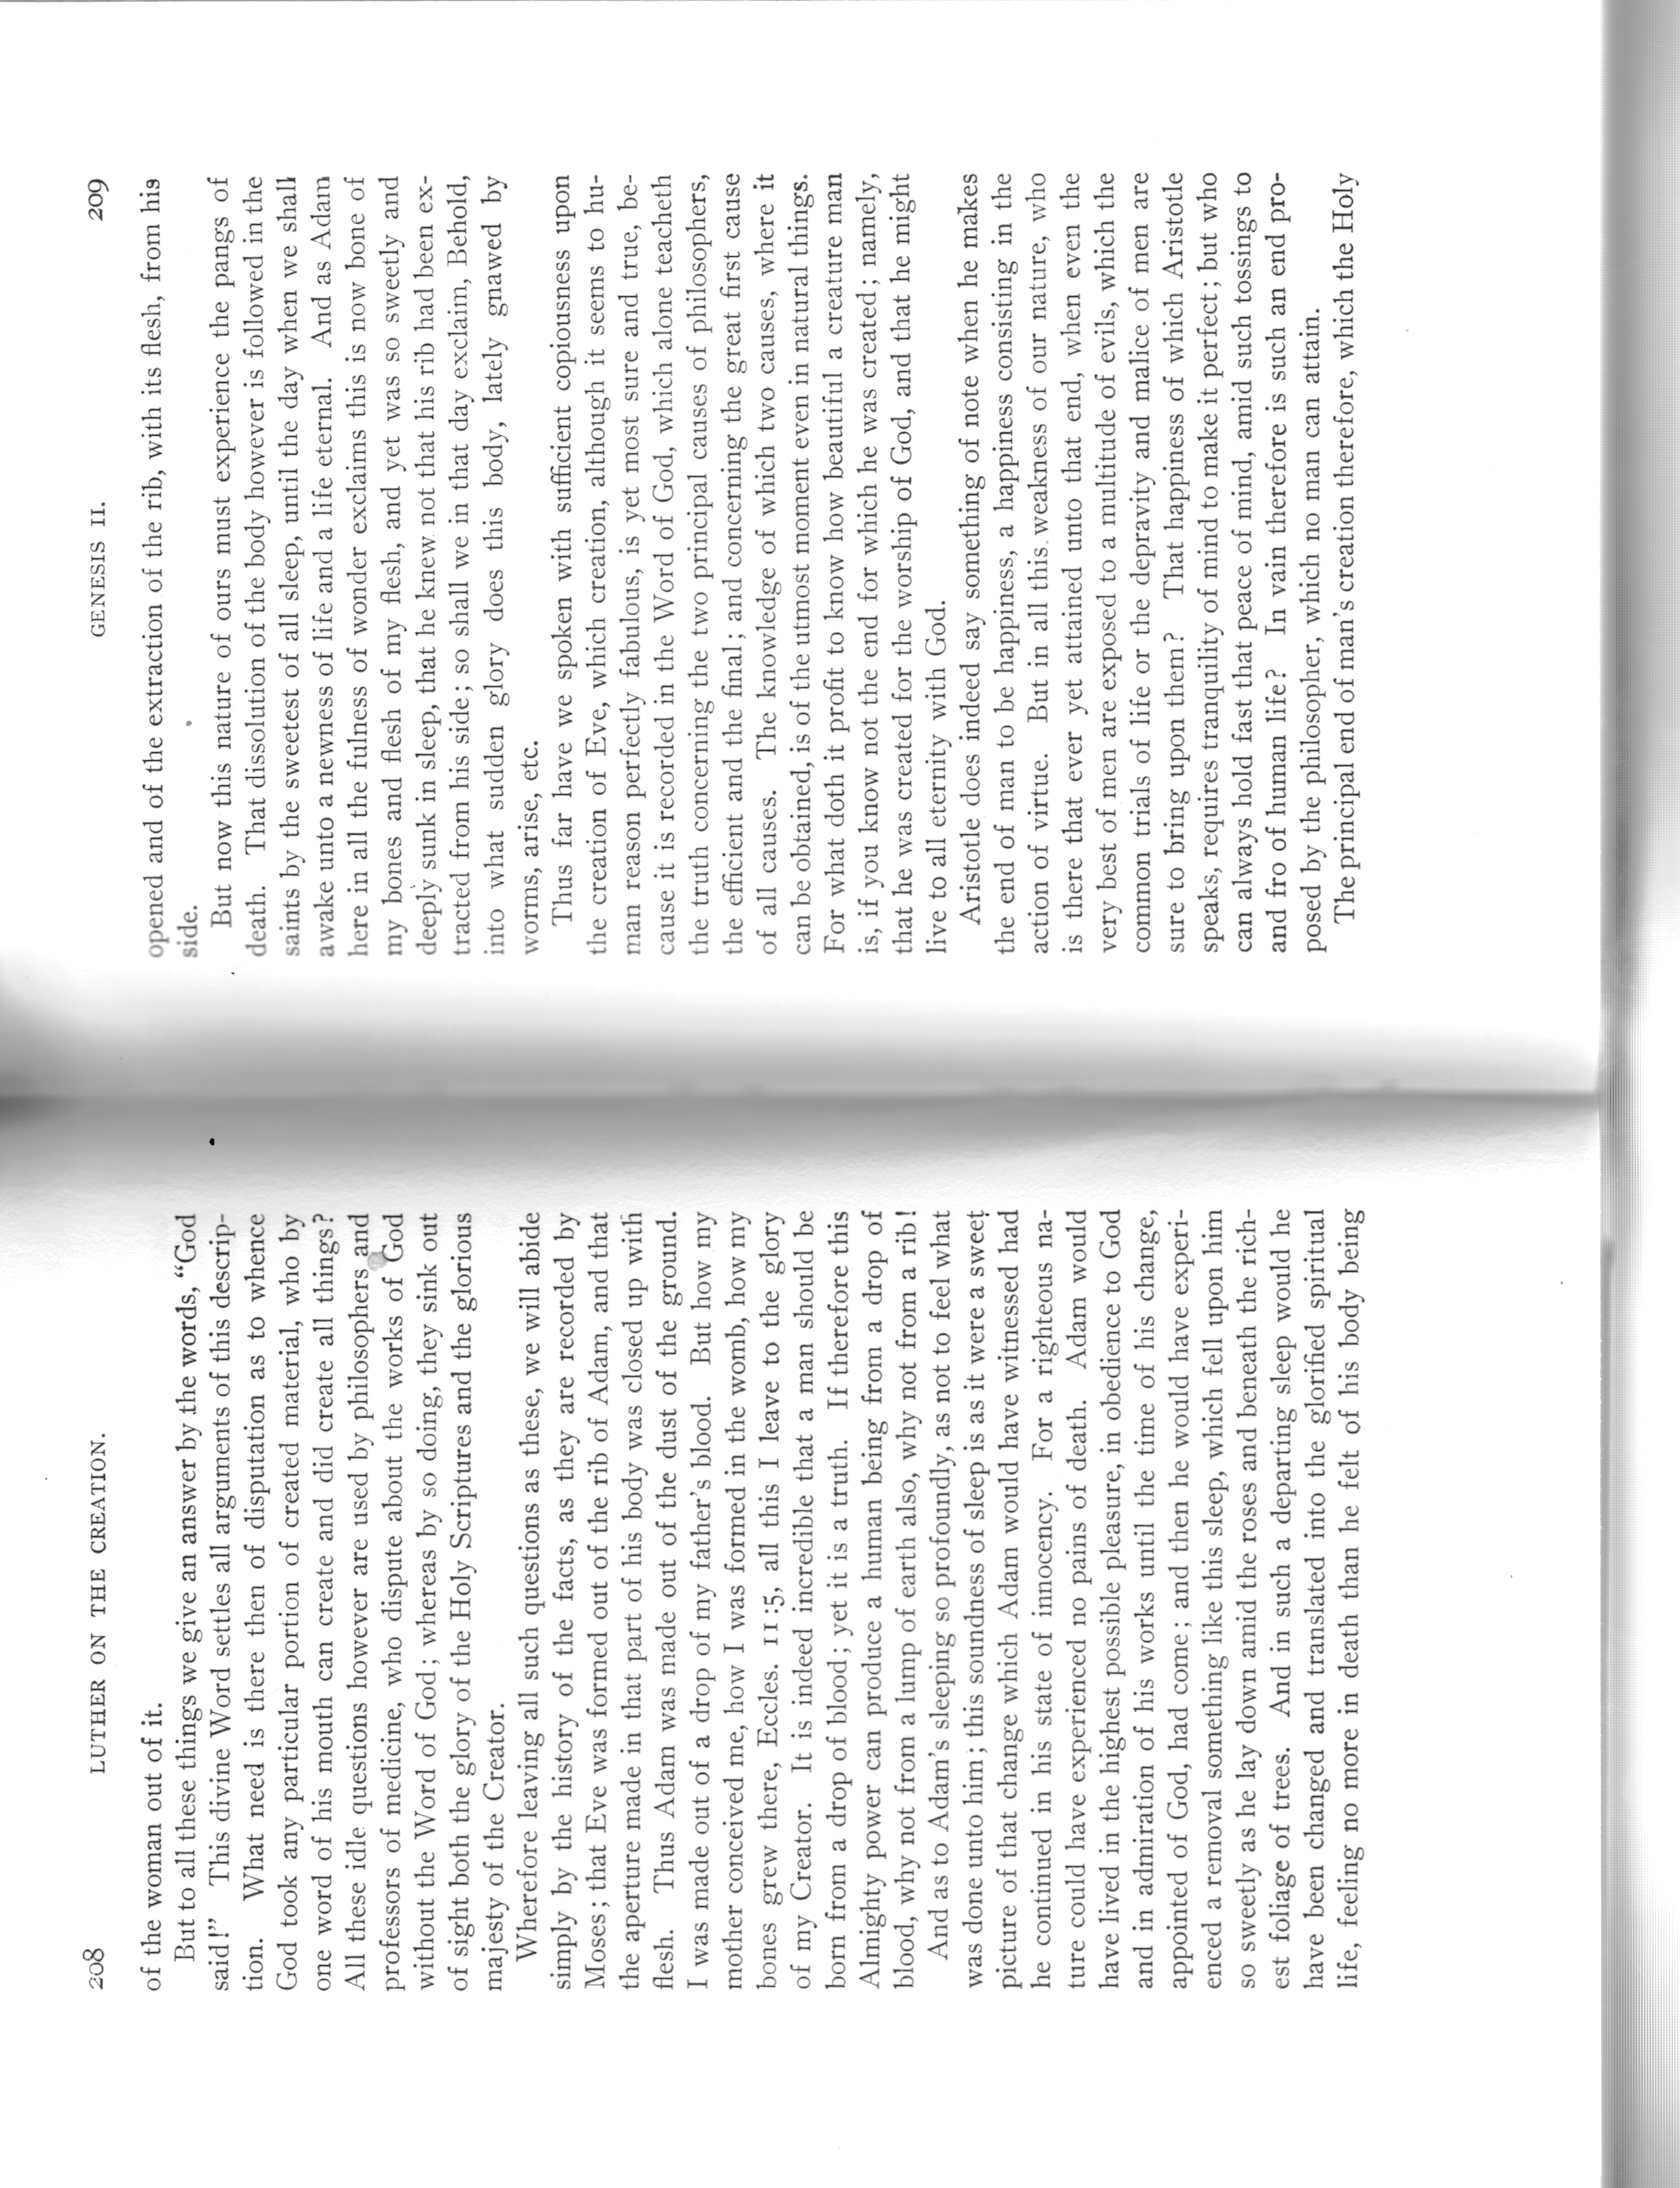 208 LUTHER ON THE CREATION.
of the woman out of it.
But to all these things we give an answer by the words, “God
said!” This divine Word settles all arguments of this descrip-
tion. What need is there then of disputation as to whence
God took any particular portion of created material, who by
one word of his mouth can create and did create all things?
All these idle questions however are used by philosophers and
professors of medicine, who dispute about the works of God
without the Word of God; whereas by so doing, they sink out
of sight both the glory of the Holy Scriptures and the glorious
majesty of the Creator.
Wherefore leaving all such questions as these, we will abide
simply by the history of the facts, as they are recorded by
Moses; that Eve was formed out of the rib of Adam, and that
the aperture made in that part of his body was closed up with
flesh. Thus Adam was made out of the dust of the ground.
I was made out of a drop of my father’s blood. But how my
mother conceived me, how I was formed in the womb, how my
bones grew there, Eccles. 11:5, all this I leave to the glory
of my Creator. It is indeed incredible that a man should be
born from a drop of blood; yet it is a truth. If therefore this
Almighty power can produce a human being from a drop of
blood, why not from a lump of earth also, why not from a rib!
And as to Adam’s sleeping so profoundly, as not to feel what
was done unto him; this soundness of sleep is as it were a sweet
picture of that change which Adam would have witnessed had
he continued in his state of innocency. For a righteous na-
ture could have experienced no pains of death. Adam would
have lived in the highest possible pleasure, in obedience to God
and in admiration of his works until the time of his change,
appointed of God, had come; and then he would have experi-
enced a removal something like this sleep, which fell upon him
so sweetly as he lay down amid the roses and beneath the rich-
est foliage of trees. And in such a departing sleep would he
have been changed and translated into the glorified spiritual
life, feeling no more in death than he felt of his body being
GENESIS II. 209
opened and of the extraction of the rib, with its flesh, from his
side.
But now this nature of ours must experience the pangs of
death. That dissolution of the body however is followed in the
saints by the sweetest of all sleep, until the day when we shall
awake unto a newness of life and a life eternal. And as Adam
here in all the fulness of wonder exclaims this is now bone of
my bones and flesh of my flesh, and yet was so sweetly and
deeply sunk in sleep, that he knew not that his rib had been ex-
tracted from his side; so shall we in that day exclaim, Behold,
into what sudden glory does this body, lately gnawed by
worms, arise, etc.
Thus far have we spoken with sufficient copiousness upon
the creation of Eve, which creation, although it seems to hu-
man reason perfectly fabulous, is yet most sure and true, be-
cause it is recorded in the Word of God, which alone teacheth
the truth concerning the two principal causes of philosophers,
the efficient and the final; and concerning the great first cause
of all causes. The knowledge of which two causes, where it
can be obtained, is of the utmost moment even in natural things.
For what doth it profit to know how beautiful a creature man
is, if you know not the end for which he was created; namely,
that he was created for the worship of God, and that he might
live to all eternity with God.
Aristotle does indeed say something of note when he makes
the end of man to be happiness, a happiness consisting in the
action of virtue. But in all this weakness of our nature, who
is there that ever yet attained unto that end, when even the
very best of men are exposed to a multitude of evils, which the
common trials of life or the depravity and malice of men are
sure to bring upon them? That happiness of which Aristotle
speaks, requires tranquility of mind to make it perfect; but who
can always hold fast that peace of mind, amid such tossings to
and fro of human life? In vain therefore is such an end pro-
posed by the philosopher, which no man can attain.
The principal end of man’s creation therefore, which the Holy